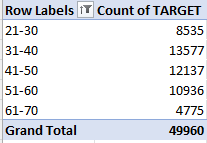 Row Labels Count of TARGET
21-30 8535
31-40 13577
41-50 12137
51-60 10936
61-70 4775
Grand Total 49960